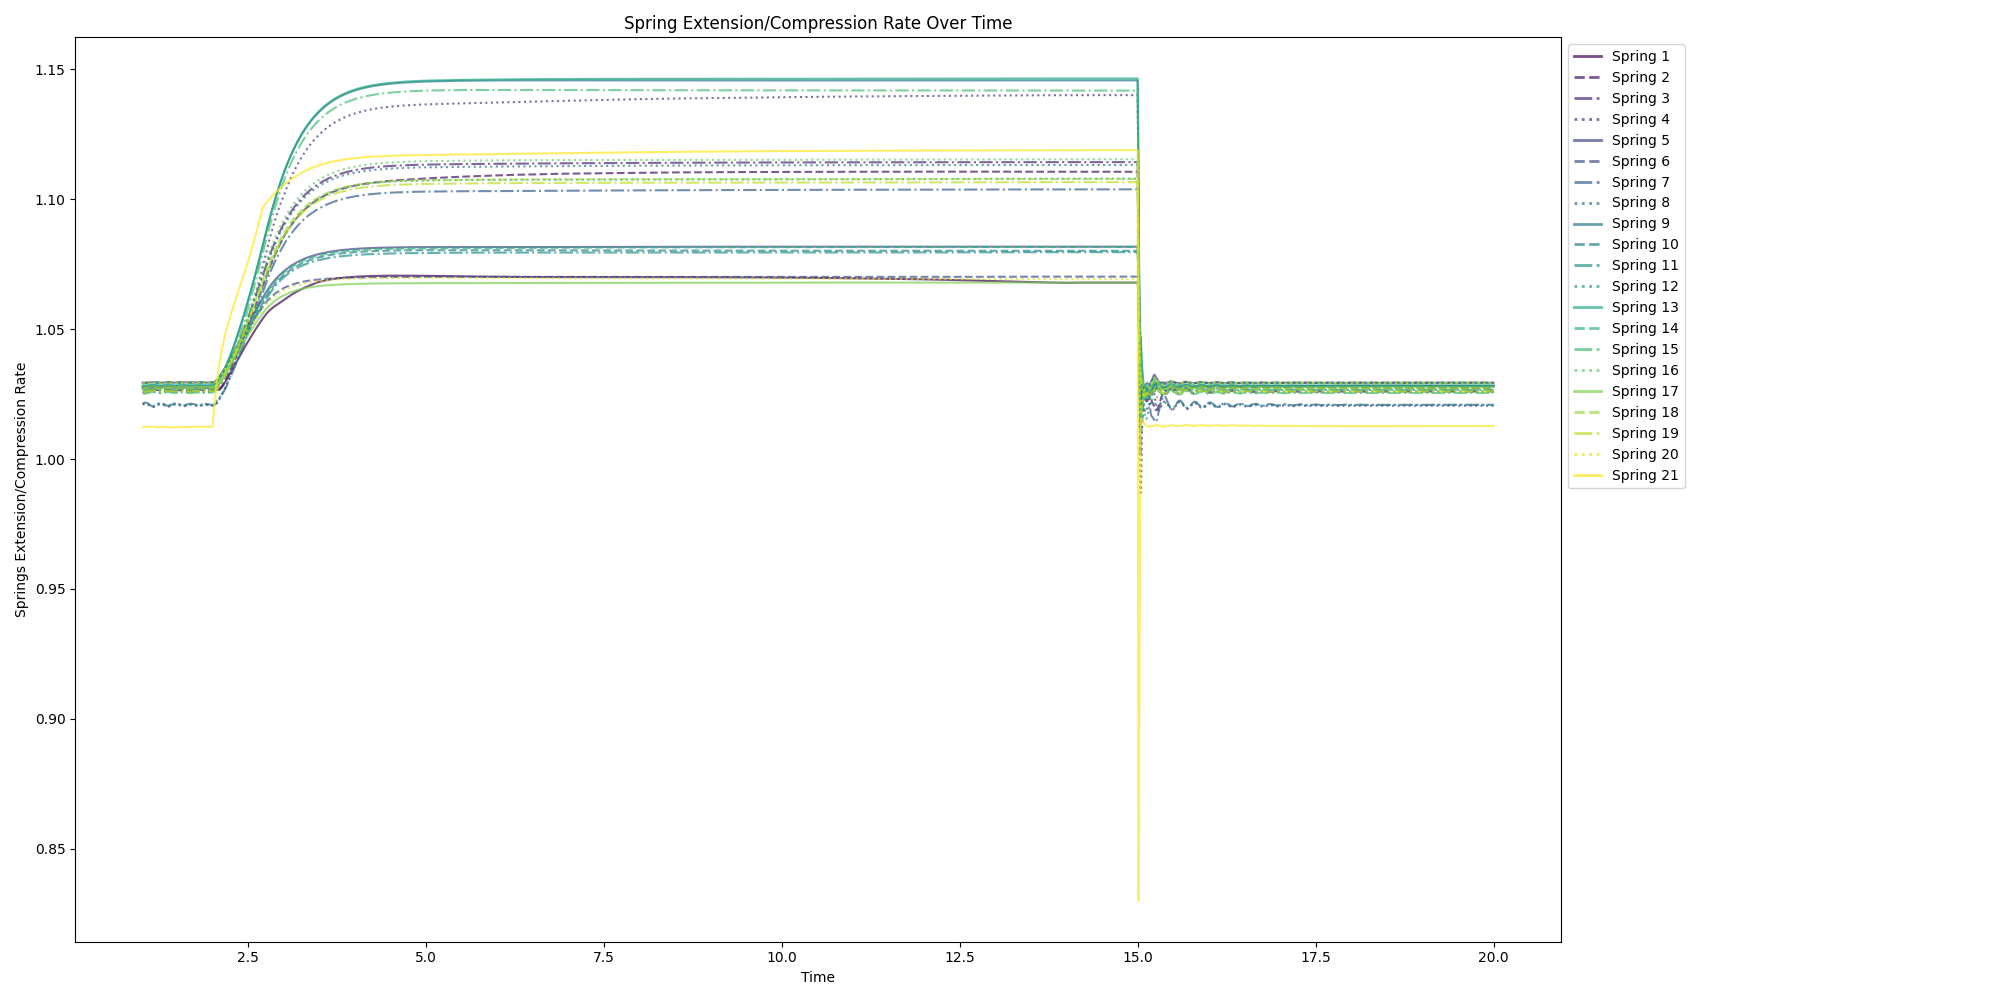 Spring Extension/Compression Rate Over Time
Springs Extension/Compression Rate
1.15
1.10
1.05
1.00
0.95
0.90
0.85
2.5
5.0
7.5
10.0
12.5
15.0
17.5
20.0
Time
Spring 1
Spring 2
Spring 3
Spring 4
Spring 5
Spring 6
Spring 7
Spring 8
Spring 9
Spring 10
Spring 11
Spring 12
Spring 13
Spring 14
Spring 15
Spring 16
Spring 17
Spring 18
Spring 19
Spring 20
Spring 21